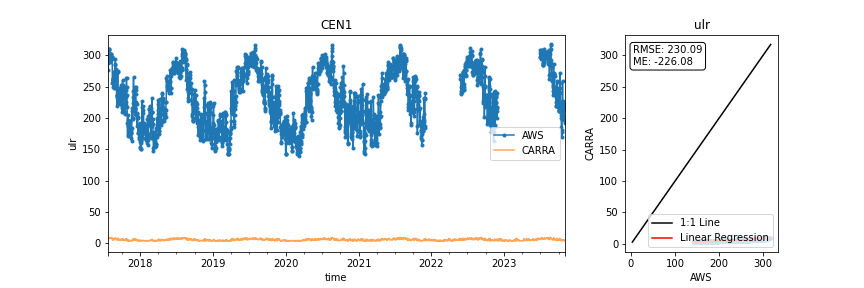 CEN1
ulr
300
250
200
150
100
50
0
ulr
AWS
CARRA
2018
2019
2020
2021
2022
2023
time
RMSE: 230.09
ME: -226.08
300
250
200
150
100
50
0
CARRA
1:1 Line
Linear Regression
0
100
200
300
AWS